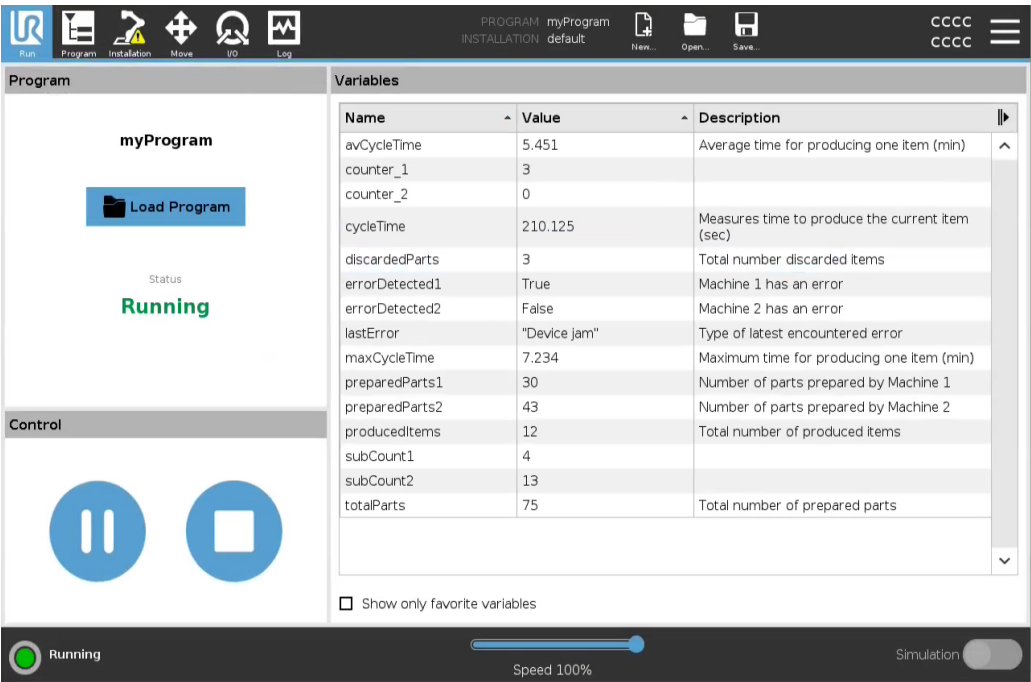 UR
PROGRAM myProgram
INSTALLATION default
CCCC
CCCC
Run Program Installation Move I/O Log New... Open... Save...
Program
myProgram
Load Program
Status
Running
Control
Variables
Name Value Description
avCycleTime 5.451 Average time for producing one item (min)
counter_1 3
counter_2 0
cycleTime 210.125 Measures time to produce the current item
(sec)
discardedParts 3 Total number discarded items
errorDetected1 True Machine 1 has an error
errorDetected2 False Machine 2 has an error
lastError "Device jam" Type of latest encountered error
maxCycleTime 7.234 Maximum time for producing one item (min)
preparedParts1 30 Number of parts prepared by Machine 1
preparedParts2 43 Number of parts prepared by Machine 2
producedItems 12 Total number of produced items
subCount1 4
subCount2 13
totalParts 75 Total number of prepared parts
Show only favorite variables
Running
Speed 100%
Simulation